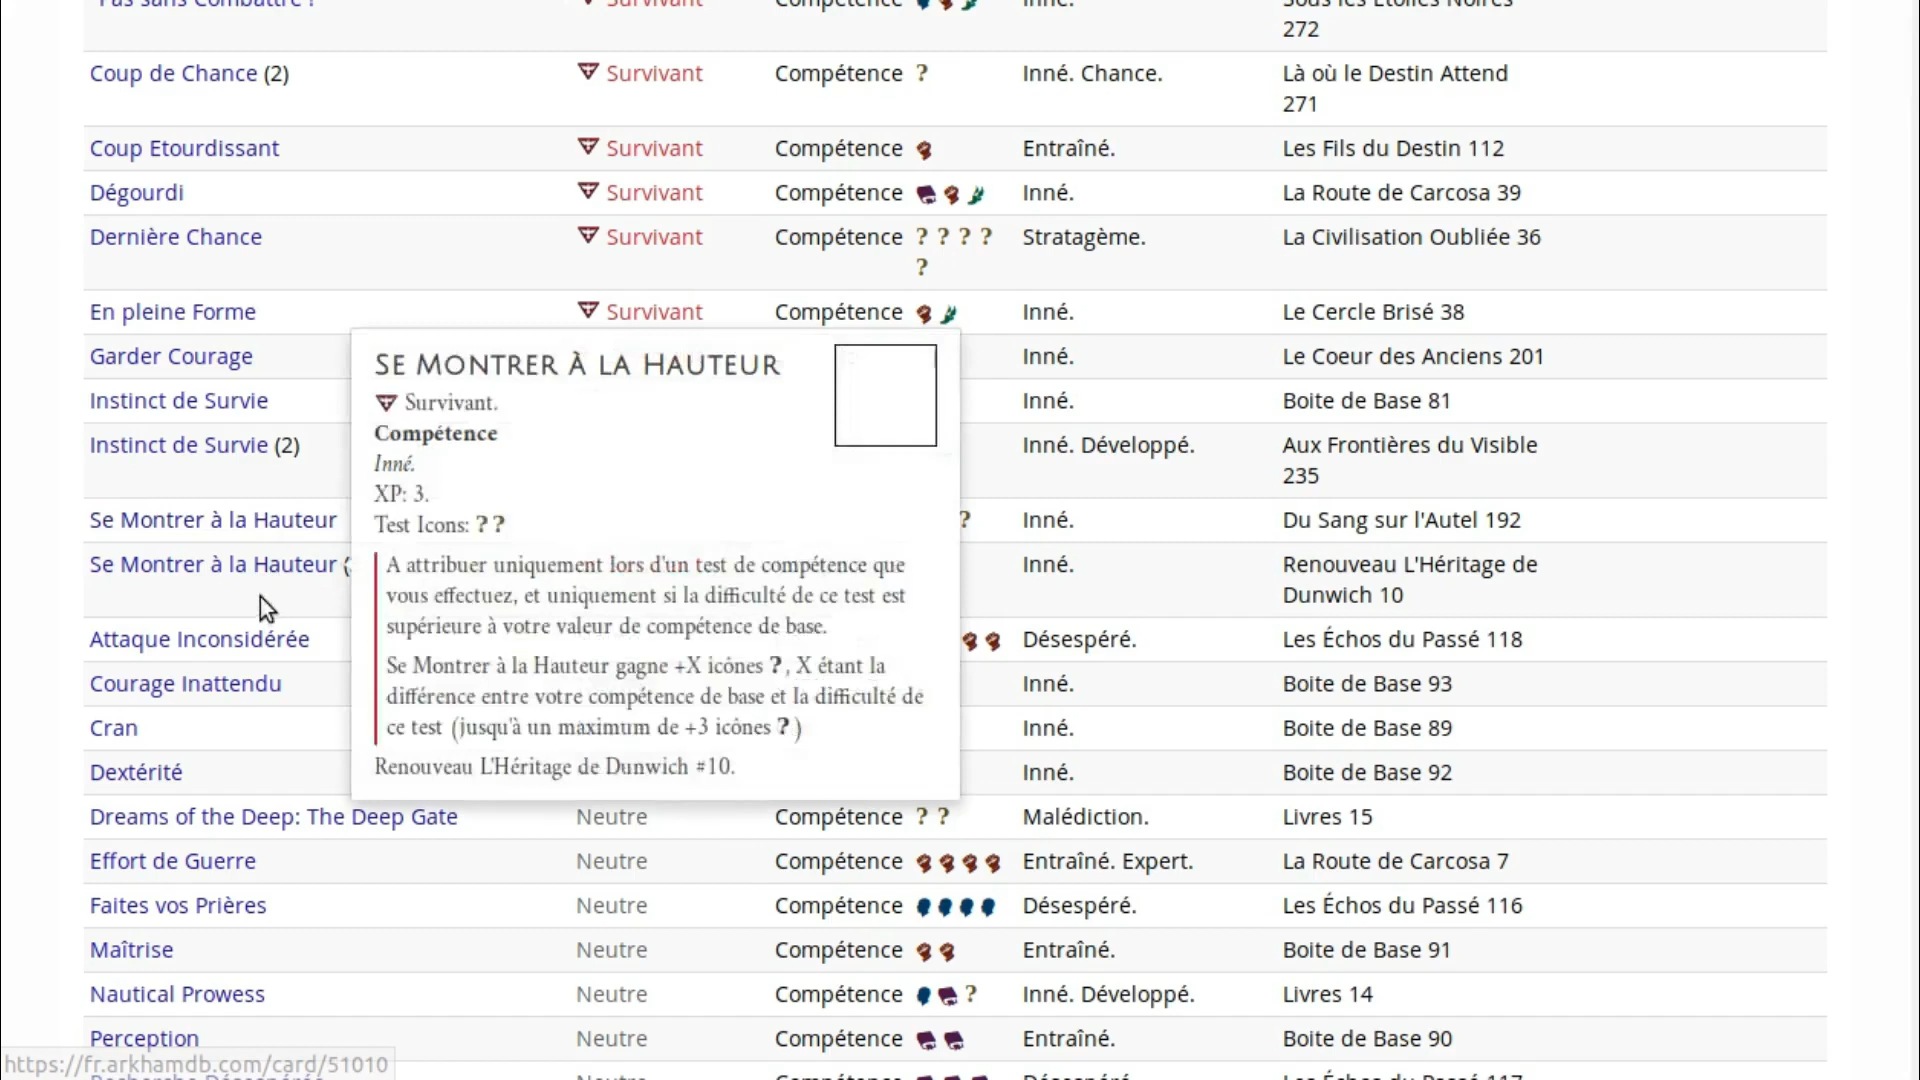 Sous les Étoiles Noires
272
Coup de Chance (2) Survivant Compétence ? Inné. Chance. Là où le Destin Attend
271
Coup Etourdissant Survivant Compétence Entraîné. Les Fils du Destin 112
Dégourdi Survivant Compétence Inné. La Route de Carcosa 39
Dernière Chance Survivant Compétence ? ? ? ? Stratagème. La Civilisation Oubliée 36
?
En pleine Forme Survivant Compétence Inné. Le Cercle Brisé 38
Garder Courage Inné. Le Coeur des Anciens 201
Instinct de Survie Inné. Boite de Base 81
Instinct de Survie (2) Inné. Développé. Aux Frontières du Visible
235
Se Montrer à la Hauteur ? Inné. Du Sang sur l'Autel 192
Se Montrer à la Hauteur ( Inné. Renouveau L'Héritage de
Dunwich 10
Attaque Inconsidérée Désespéré. Les Échos du Passé 118
Courage Inattendu Inné. Boite de Base 93
Cran Inné. Boite de Base 89
Dextérité Inné. Boite de Base 92
SE MONTRER À LA HAUTEUR
Survivant.
Compétence
Inné.
XP: 3.
Test Icons: ? ?
A attribuer uniquement lors d'un test de compétence que
vous effectuez, et uniquement si la difficulté de ce test est
supérieure à votre valeur de compétence de base.
Se Montrer à la Hauteur gagne +X icônes ?, X étant la
différence entre votre compétence de base et la difficulté de
ce test (jusqu'à un maximum de +3 icônes ?)
Renouveau L'Héritage de Dunwich #10.
Dreams of the Deep: The Deep Gate Neutre Compétence ? ? Malédiction. Livres 15
Effort de Guerre Neutre Compétence Entraîné. Expert. La Route de Carcosa 7
Faites vos Prières Neutre Compétence Désespéré. Les Échos du Passé 116
Maîtrise Neutre Compétence Entraîné. Boite de Base 91
Nautical Prowess Neutre Compétence ? Inné. Développé. Livres 14
Perception Neutre Compétence Entraîné. Boite de Base 90
https://fr.arkhamdb.com/card/51010